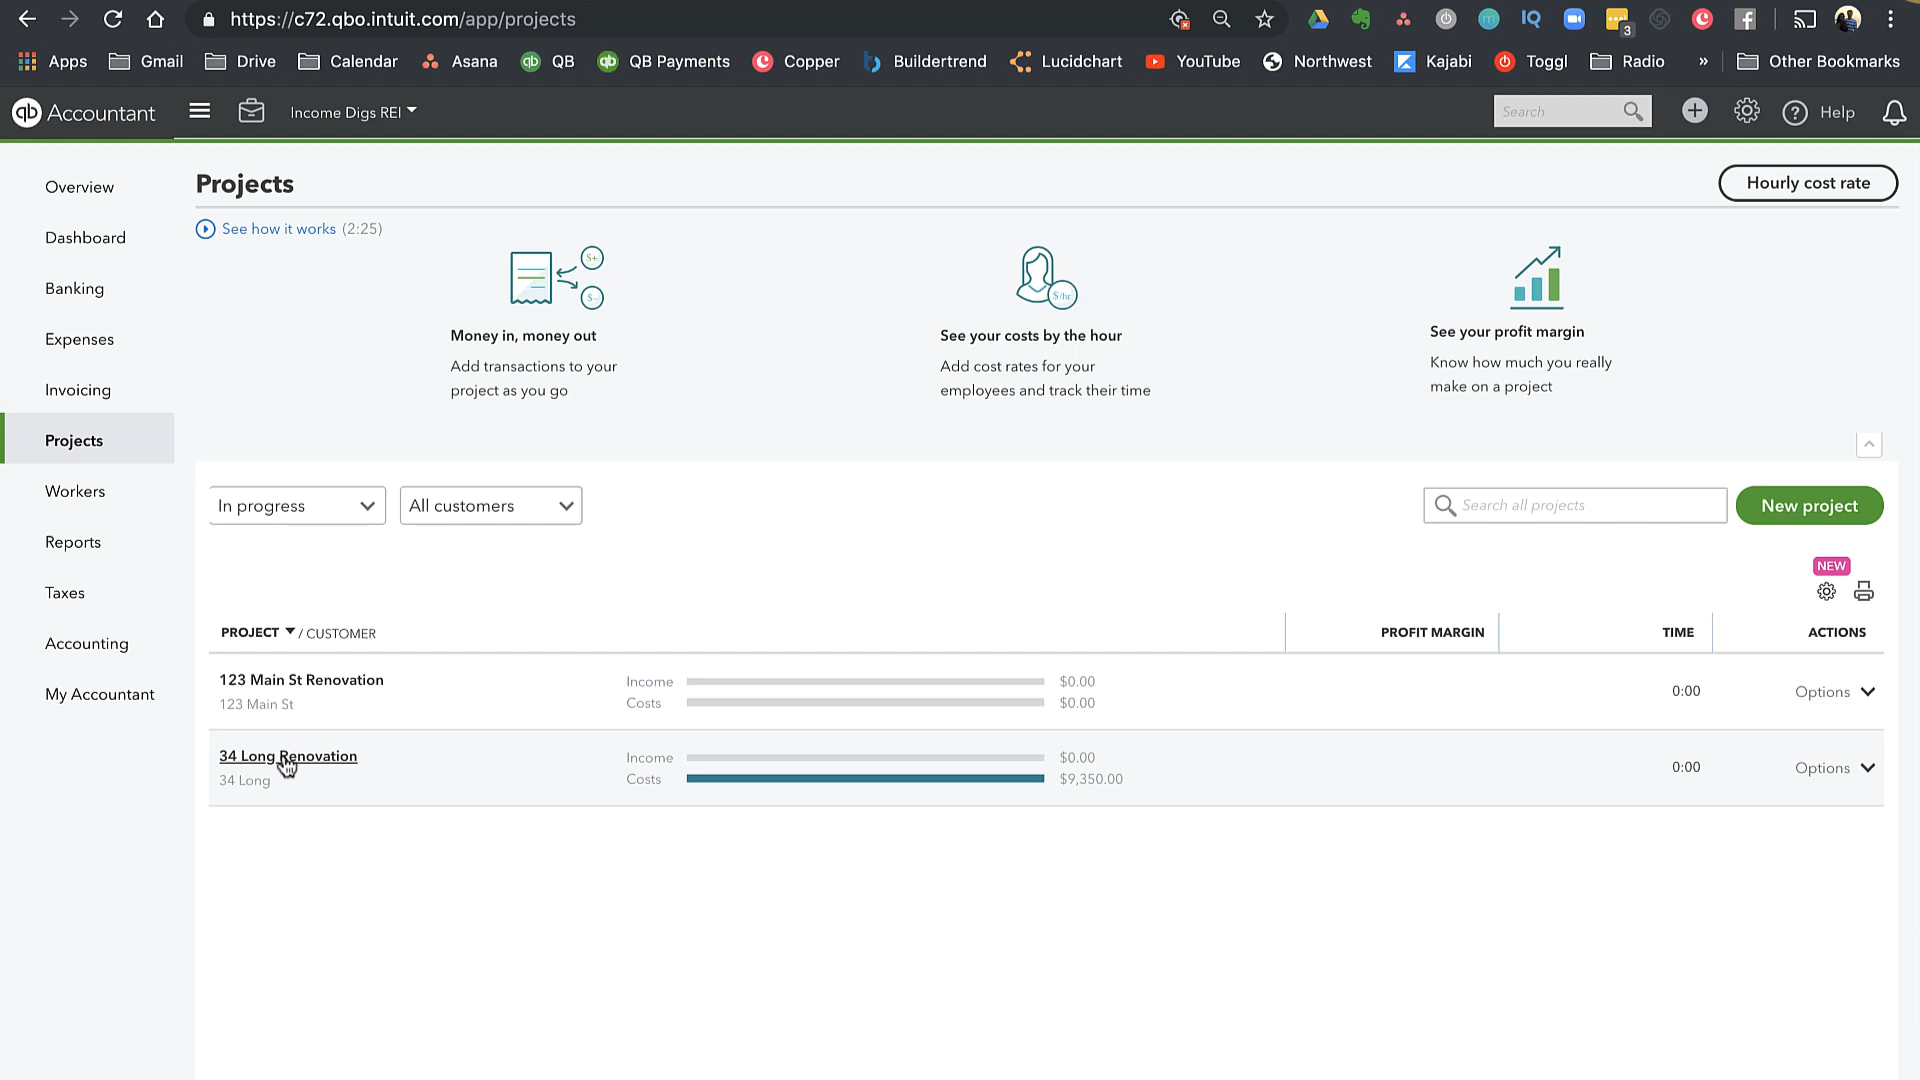 https://c72.qbo.intuit.com/app/projects
3
Apps Gmail Drive Calendar Asana QB QB Payments Copper Buildertrend Lucidchart YouTube Northwest Kajabi Toggl Radio » Other Bookmarks
qb Accountant Income Digs REI Search Help
Overview
Dashboard
Banking
Expenses
Invoicing
Projects
Workers
Reports
Taxes
Accounting
My Accountant
Projects
Hourly cost rate
See how it works (2:25)
Money in, money out
Add transactions to your
project as you go
$/hr
See your costs by the hour
Add cost rates for your
employees and track their time
See your profit margin
Know how much you really
make on a project
In progress All customers Search all projects New project
NEW
PROJECT / CUSTOMER PROFIT MARGIN TIME ACTIONS
123 Main St Renovation
123 Main St
Income $0.00
Costs $0.00
0:00 Options
34 Long Renovation
34 Long
Income $0.00
Costs $9,350.00
0:00 Options